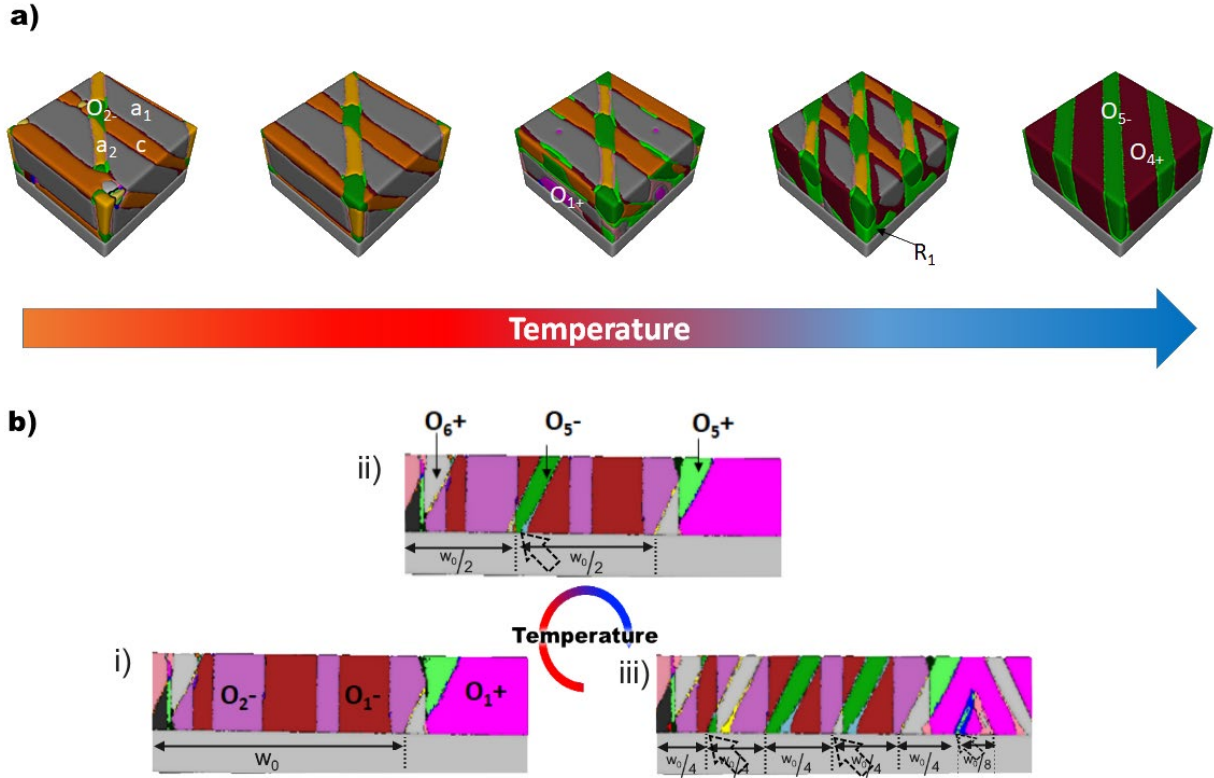 a)
O2-
a1
a2
c
O1+
R1
O5-
O4+
Temperature
b)
O6+
O5-
O5+
ii)
w0/2
w0/2
Temperature
i)
O2-
O1-
O1+
w0
iii)
w0/4
w0/4
w0/4
w0/4
w0/4
w0/8